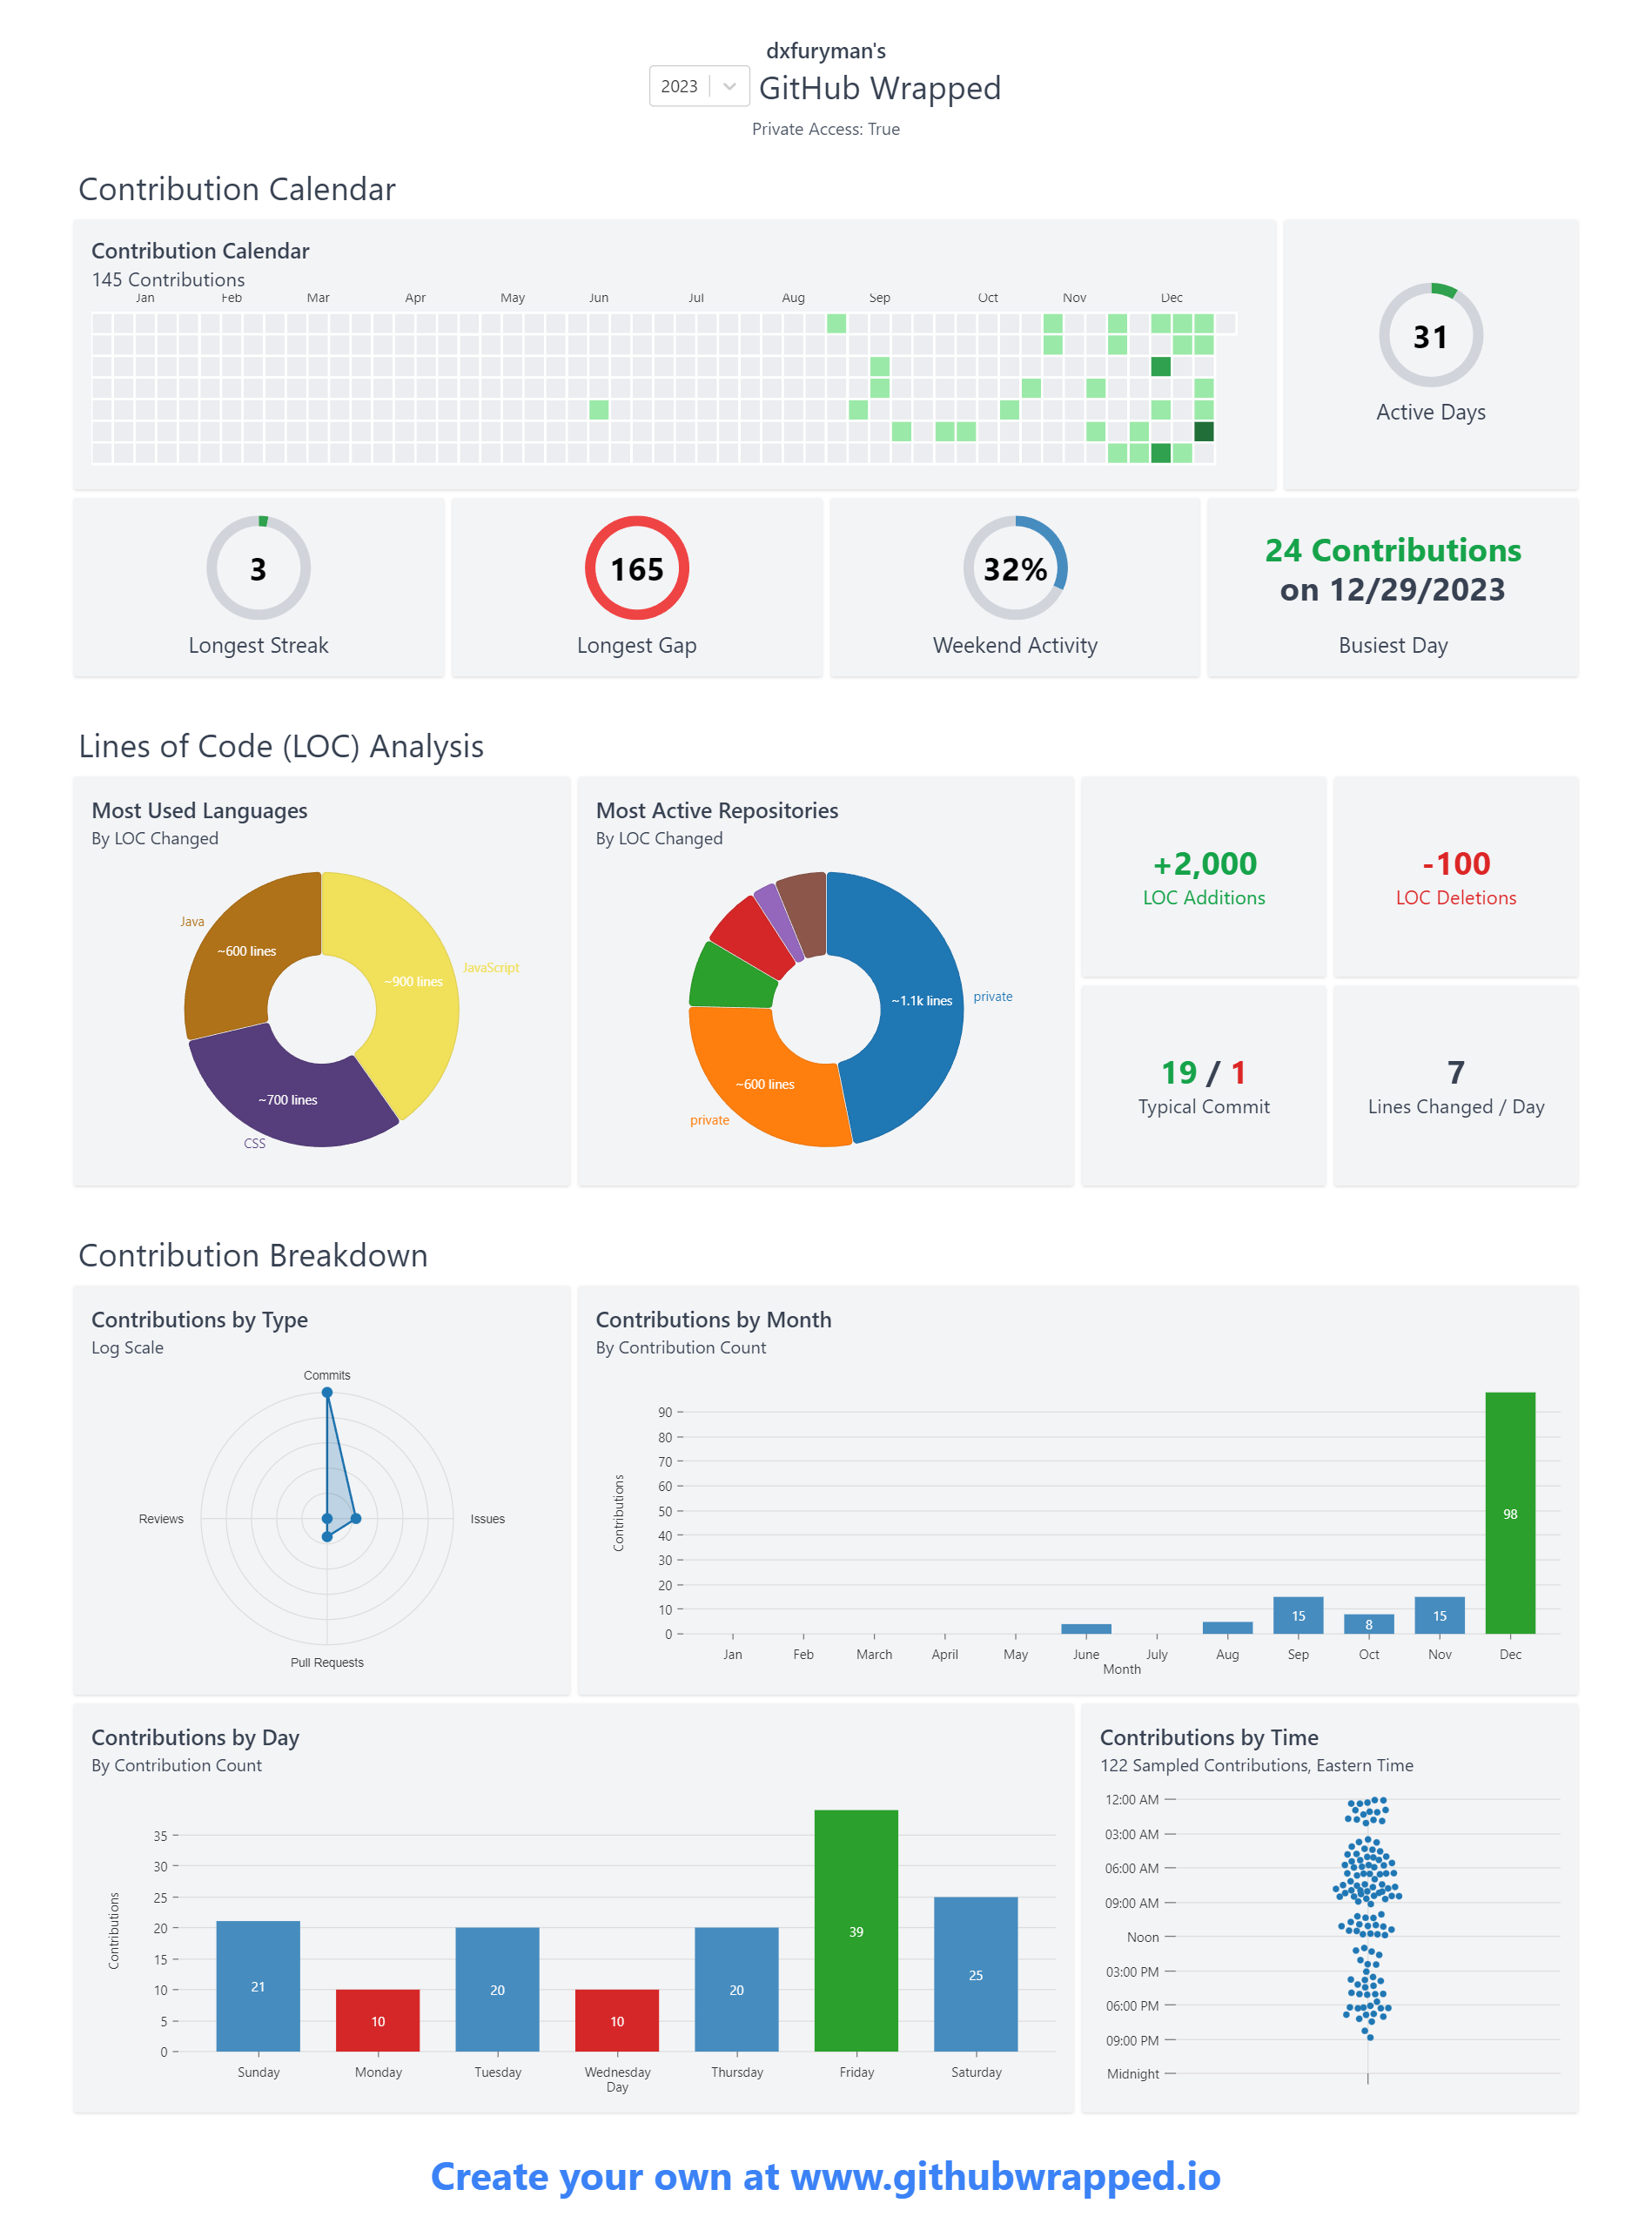 dxfuryman's
2023
GitHub Wrapped
Private Access: True
Contribution Calendar
Contribution Calendar
145 Contributions
Jan Feb Mar Apr May Jun Jul Aug Sep Oct Nov Dec
31
Active Days
3
Longest Streak
165
Longest Gap
32%
Weekend Activity
24 Contributions
on 12/29/2023
Busiest Day
Lines of Code (LOC) Analysis
Most Used Languages
By LOC Changed
Java
~600 lines
JavaScript
~900 lines
~700 lines
CSS
Most Active Repositories
By LOC Changed
~1.1k lines
private
~600 lines
private
+2,000
LOC Additions
-100
LOC Deletions
19 / 1
Typical Commit
7
Lines Changed / Day
Contribution Breakdown
Contributions by Type
Log Scale
Commits
Reviews
Issues
Pull Requests
Contributions by Month
By Contribution Count
90
80
70
60
50
40
30
20
10
0
Contributions
15
8
15
98
Jan Feb March April May June July Aug Sep Oct Nov Dec
Month
Contributions by Day
By Contribution Count
35
30
25
20
15
10
5
0
Contributions
21
10
20
10
20
39
25
Sunday Monday Tuesday Wednesday Thursday Friday Saturday
Day
Contributions by Time
122 Sampled Contributions, Eastern Time
12:00 AM
03:00 AM
06:00 AM
09:00 AM
Noon
03:00 PM
06:00 PM
09:00 PM
Midnight
Create your own at www.githubwrapped.io